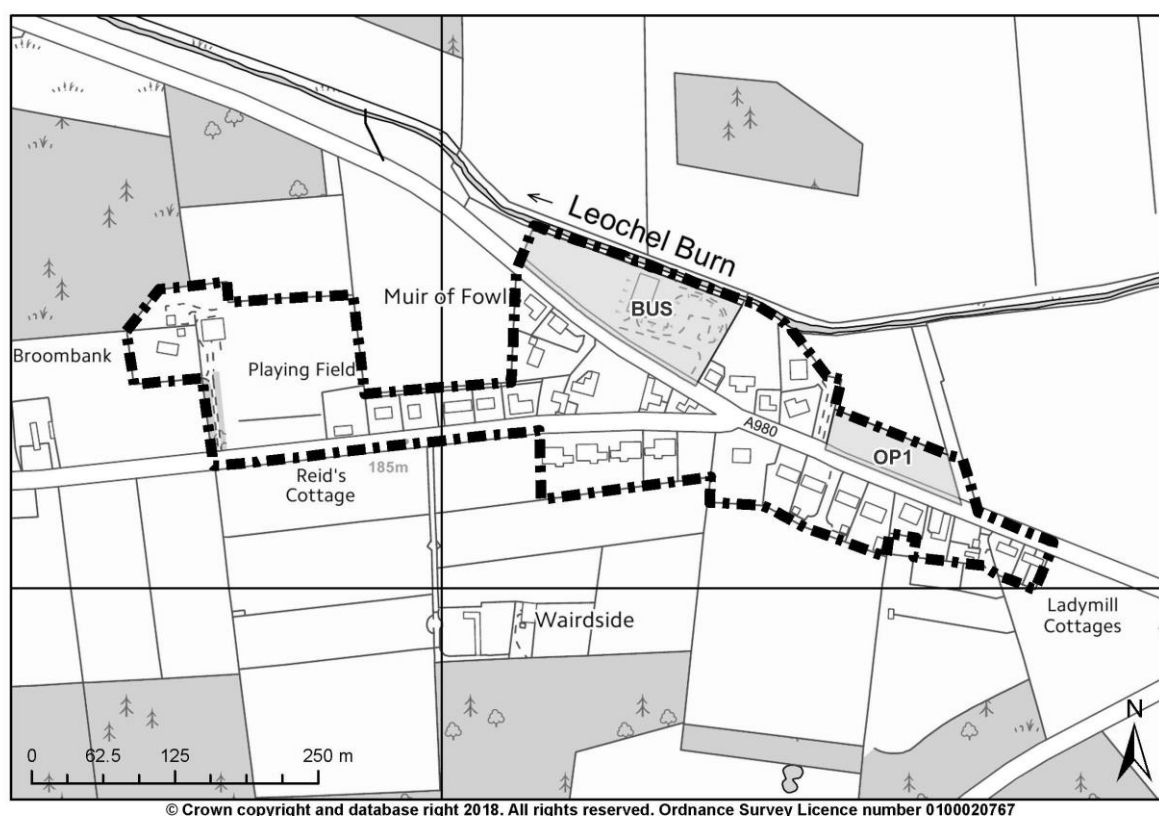 Leochel Burn
Muir of Fowl
BUS
Broombank
Playing Field
A980
OP1
Reid's
Cottage
185m
Wairdside
Ladymill
Cottages
N
0 62.5 125 250 m
© Crown copyright and database right 2018. All rights reserved. Ordnance Survey Licence number 0100020767